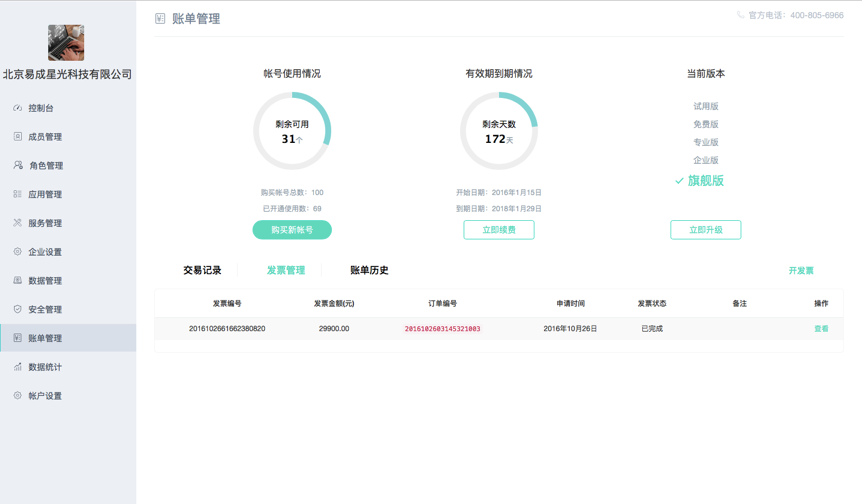 账单管理
官方电话：400-805-6966
北京易成星光科技有限公司
控制台
成员管理
角色管理
应用管理
服务管理
企业设置
数据管理
安全管理
账单管理
数据统计
帐户设置
帐号使用情况
剩余可用
31个
购买帐号总数：100
已开通使用数：69
购买新帐号
有效期到期情况
剩余天数
172天
开始日期：2016年1月15日
到期日期：2018年1月29日
立即续费
当前版本
试用版
免费版
专业版
企业版
旗舰版
立即升级
交易记录 发票管理 账单历史 开发票
发票编号 发票金额(元) 订单编号 申请时间 发票状态 备注 操作
2016102661662380820 29900.00 2016102603145321003 2016年10月26日 已完成 查看